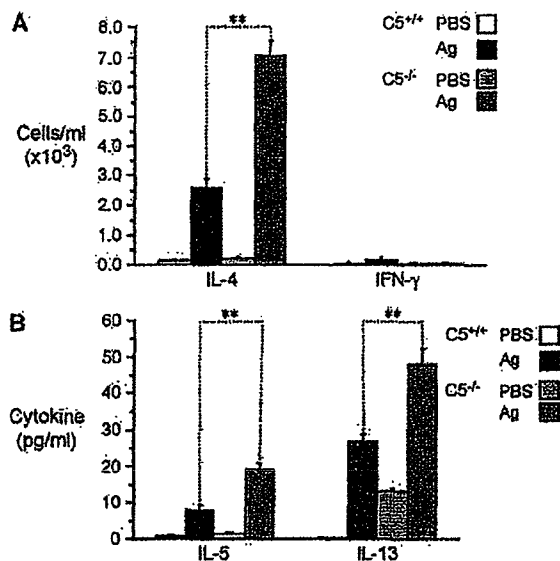 A
C5+/+ PBS
Ag
C5-/- PBS
Ag
**
8.0
7.0
6.0
5.0
4.0
3.0
2.0
1.0
0.0
Cells/ml
(x10³)
IL-4 IFN-γ
B
C5+/+ PBS
Ag
C5-/- PBS
Ag
** **
60
50
40
30
20
10
0
Cytokine
(pg/ml)
IL-5 IL-13